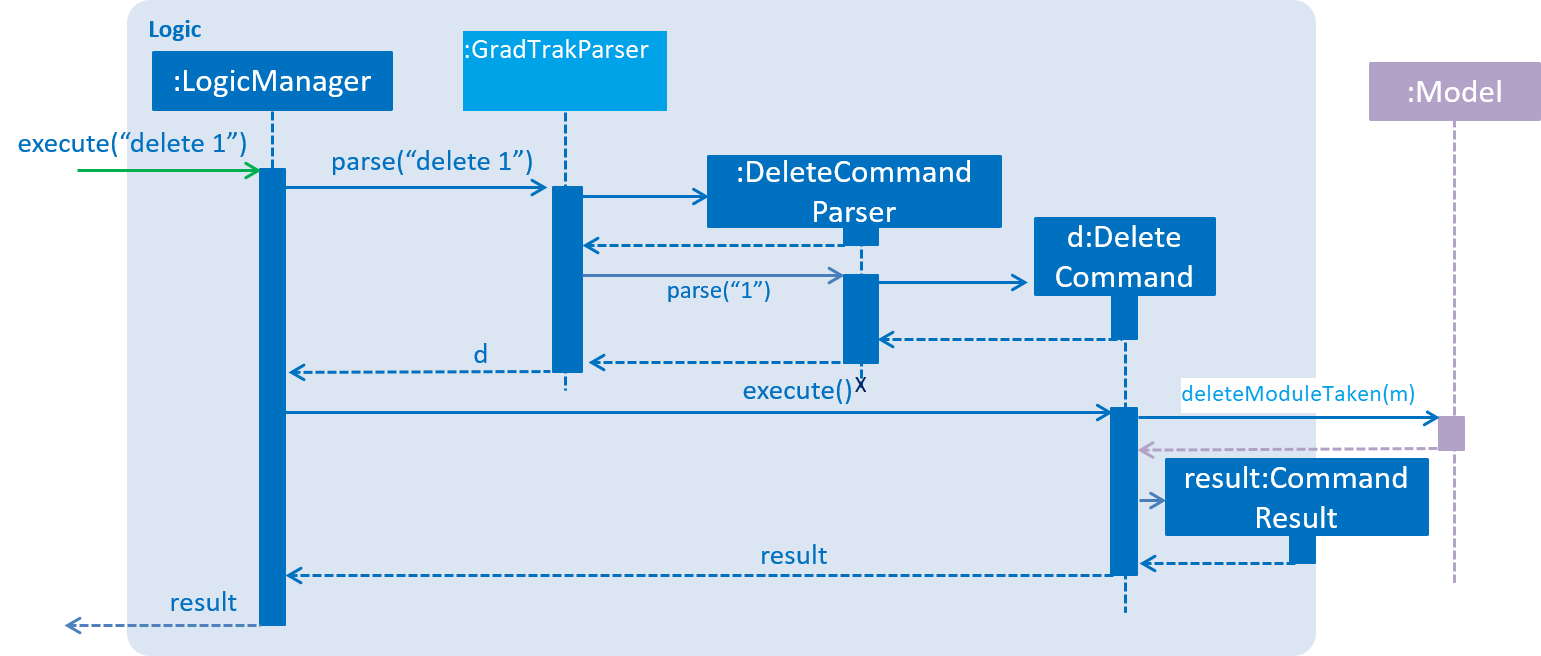 Logic
:LogicManager
:GradTrakParser
:Model
execute(“delete 1”)
parse(“delete 1”)
:DeleteCommand
Parser
d:Delete
Command
parse(“1”)
d
execute()
X
deleteModuleTaken(m)
result:Command
Result
result
result